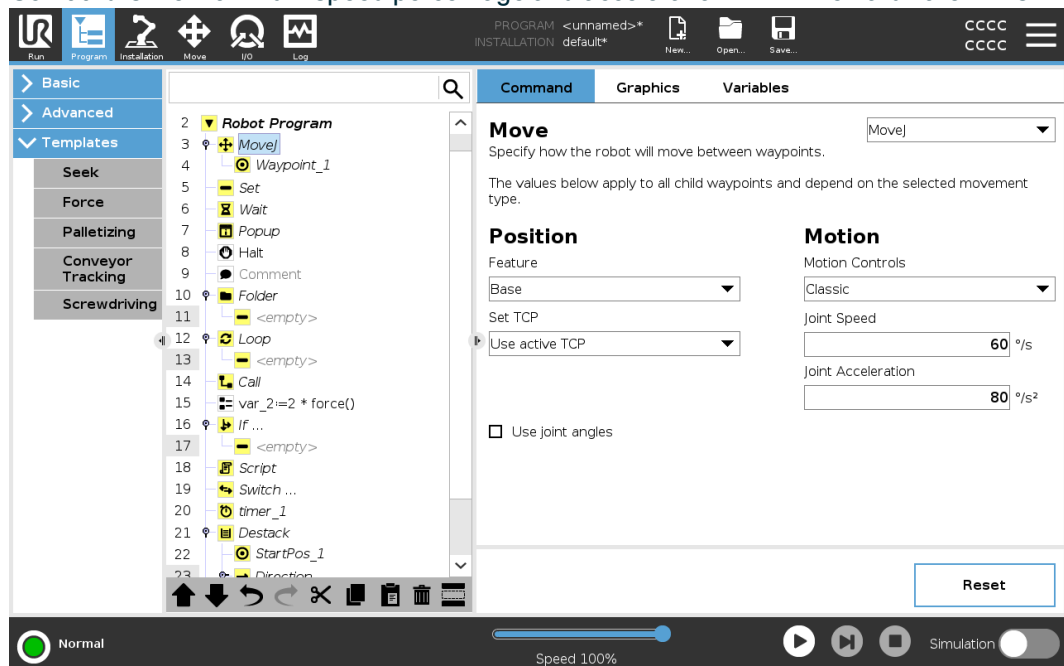 PROGRAM <unnamed>*
INSTALLATION default*
CCCC
CCCC
Run
Program
Installation
Move
I/O
Log
New...
Open...
Save...
Basic
Advanced
Templates
Seek
Force
Palletizing
Conveyor
Tracking
Screwdriving
2 Robot Program
3 MoveJ
4 Waypoint_1
5 Set
6 Wait
7 Popup
8 Halt
9 Comment
10 Folder
11 <empty>
12 Loop
13 <empty>
14 Call
15 var_2:=2 * force()
16 If ...
17 <empty>
18 Script
19 Switch ...
20 timer_1
21 Destack
22 StartPos_1
23 Direction
Command
Graphics
Variables
Move
MoveJ
Specify how the robot will move between waypoints.
The values below apply to all child waypoints and depend on the selected movement
type.
Position
Feature
Base
Set TCP
Use active TCP
Use joint angles
Motion
Motion Controls
Classic
Joint Speed
60 °/s
Joint Acceleration
80 °/s²
Reset
Normal
Speed 100%
Simulation